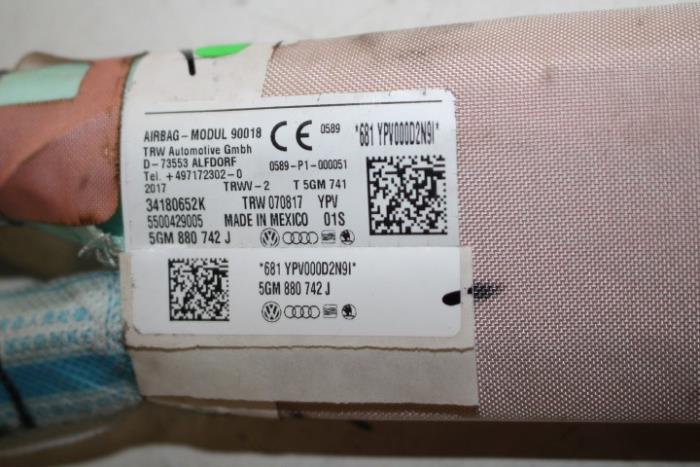 AIRBAG - MODUL 90018 CE 0589 *681 YPV000D2N9I*
TRW Automotive Gmbh
D - 73553 ALFDORF 0589-P1-000051
Tel. +497172302-0
2017 TRWV-2 T 5GM 741
34180652K TRW 070817 YPV
5500429005 MADE IN MEXICO 01S
5GM 880 742 J
*681 YPV000D2N9I*
5GM 880 742 J